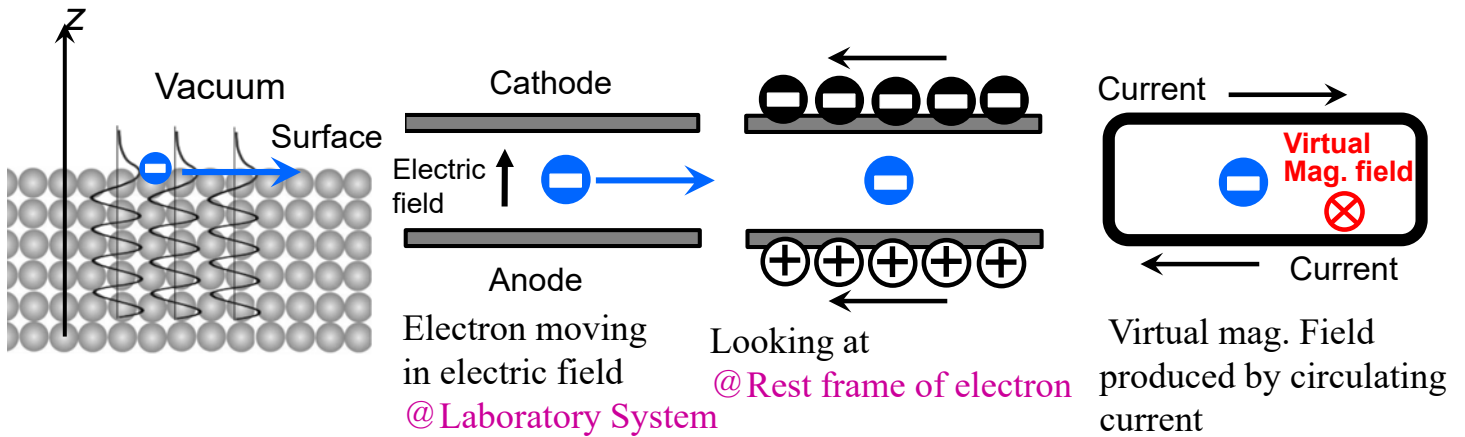 z
Vacuum
Surface
Cathode
Electric
field
Anode
Electron moving
in electric field
@Laboratory System
Looking at
@Rest frame of electron
Current
Virtual
Mag. field
Current
Virtual mag. Field
produced by circulating
current